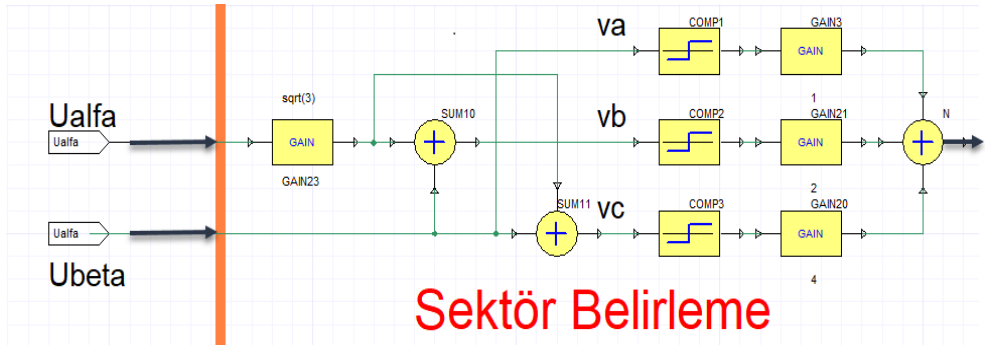 va
COMP1
GAIN3
GAIN
sqrt(3)
1
Ualfa
SUM10
vb
COMP2
GAIN21
N
Ualfa
GAIN
GAIN
GAIN23
2
SUM11
vc
COMP3
GAIN20
Ualfa
GAIN
Ubeta
4
Sektör Belirleme